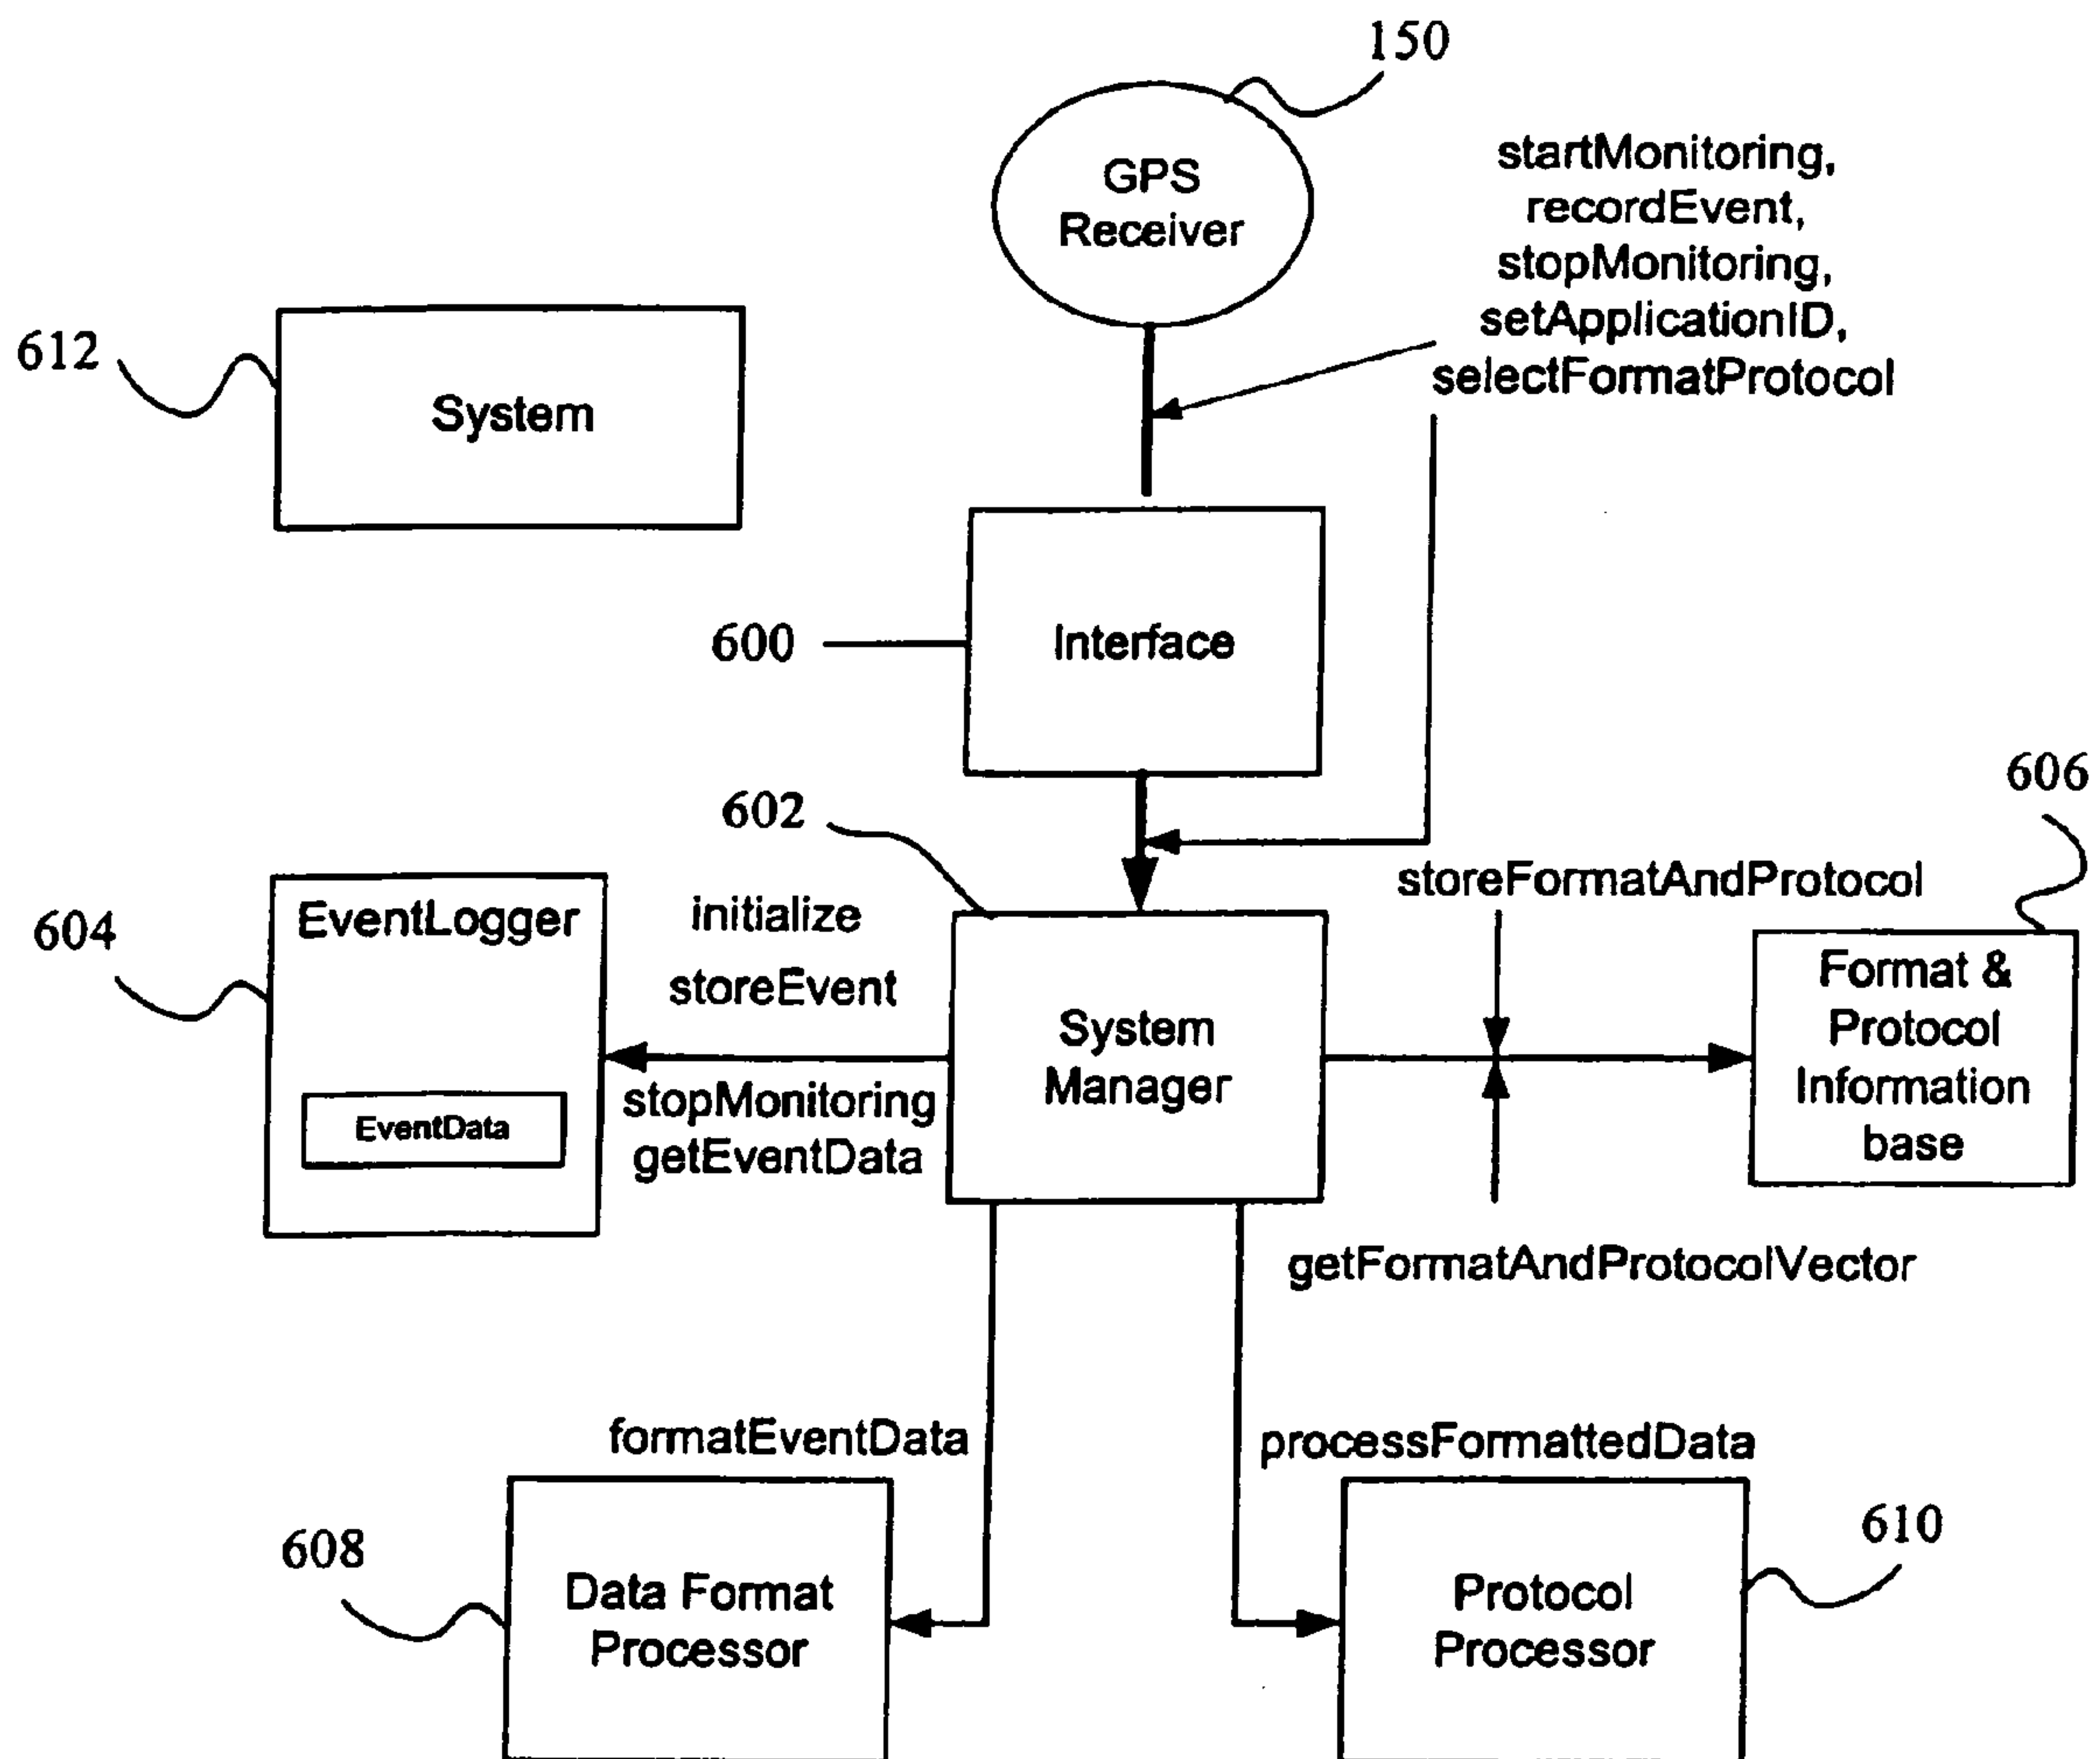 150
GPS
Receiver
startMonitoring,
recordEvent,
stopMonitoring,
setApplicationID,
selectFormatProtocol
612
System
600
Interface
602
606
storeFormatAndProtocol
604
EventLogger
EventData
initialize
storeEvent
stopMonitoring
getEventData
System
Manager
Format &
Protocol
Information
base
getFormatAndProtocolVector
formatEventData
processFormattedData
608
Data Format
Processor
Protocol
Processor
610